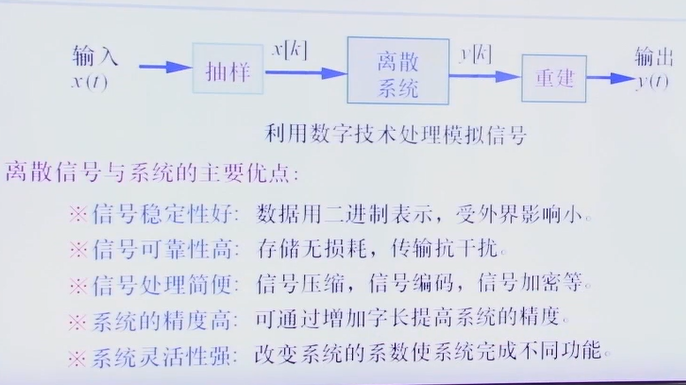 输入 x(t) 抽样 x[k] 离散系统 y[k] 重建 输出 y(t)
利用数字技术处理模拟信号
离散信号与系统的主要优点:
※信号稳定性好: 数据用二进制表示，受外界影响小。
※信号可靠性高: 存储无损耗，传输抗干扰。
※信号处理简便: 信号压缩，信号编码，信号加密等。
※系统的精度高: 可通过增加字长提高系统的精度。
※系统灵活性强: 改变系统的系数使系统完成不同功能。